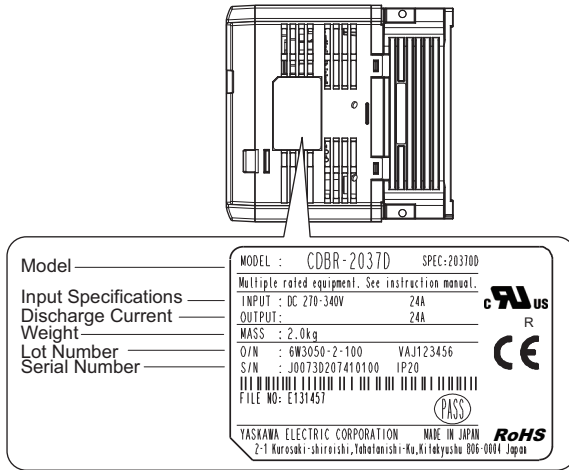 Model
Input Specifications
Discharge Current
Weight
Lot Number
Serial Number
MODEL : CDBR-2037D SPEC:20370D
Multiple rated equipment. See instruction manual.
INPUT : DC 270-340V 24A
OUTPUT: 24A
MASS : 2.0kg
O/N : 6W3050-2-100 VAJ123456
S/N : J0073D207410100 IP20
FILE NO: E131457
PASS
YASKAWA ELECTRIC CORPORATION MADE IN JAPAN
2-1 Kurosaki-shiroishi,Yahatanishi-Ku,Kitakyushu 806-0004 Japan
c RU US
R
CE
RoHS